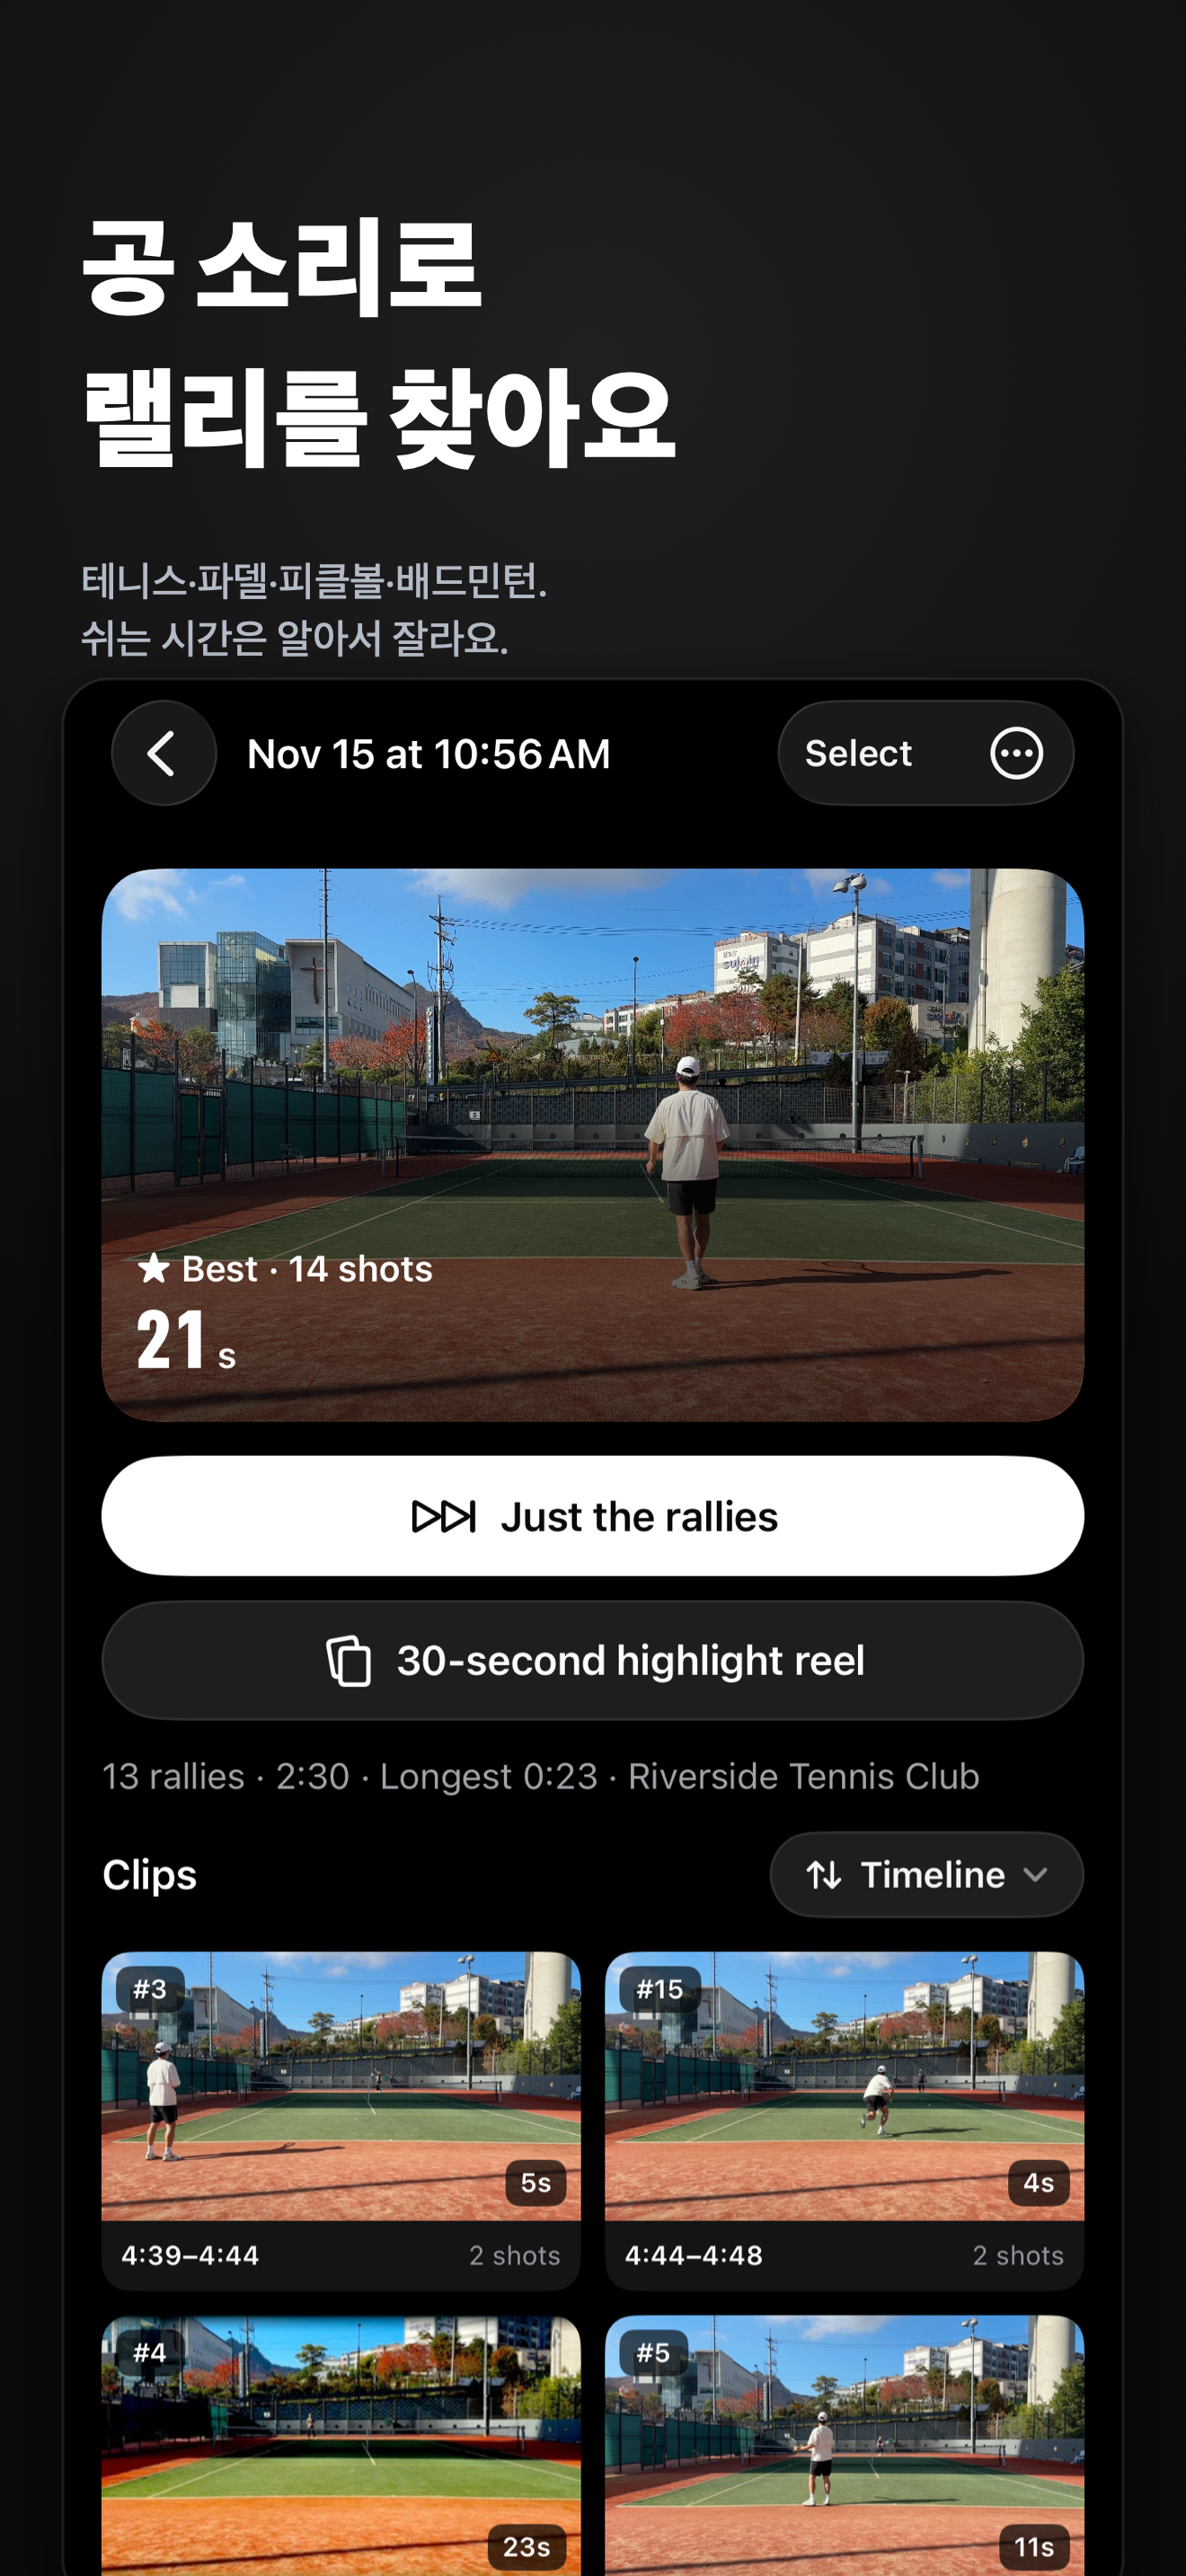 공 소리로
랠리를 찾아요
테니스·파델·피클볼·배드민턴.
쉬는 시간은 알아서 잘라요.
Nov 15 at 10:56 AM
Select
sujain
★ Best · 14 shots
21 s
Just the rallies
30-second highlight reel
13 rallies · 2:30 · Longest 0:23 · Riverside Tennis Club
Clips
Timeline
#3
#15
5s
4s
4:39–4:44
2 shots
4:44–4:48
2 shots
#4
#5
23s
11s